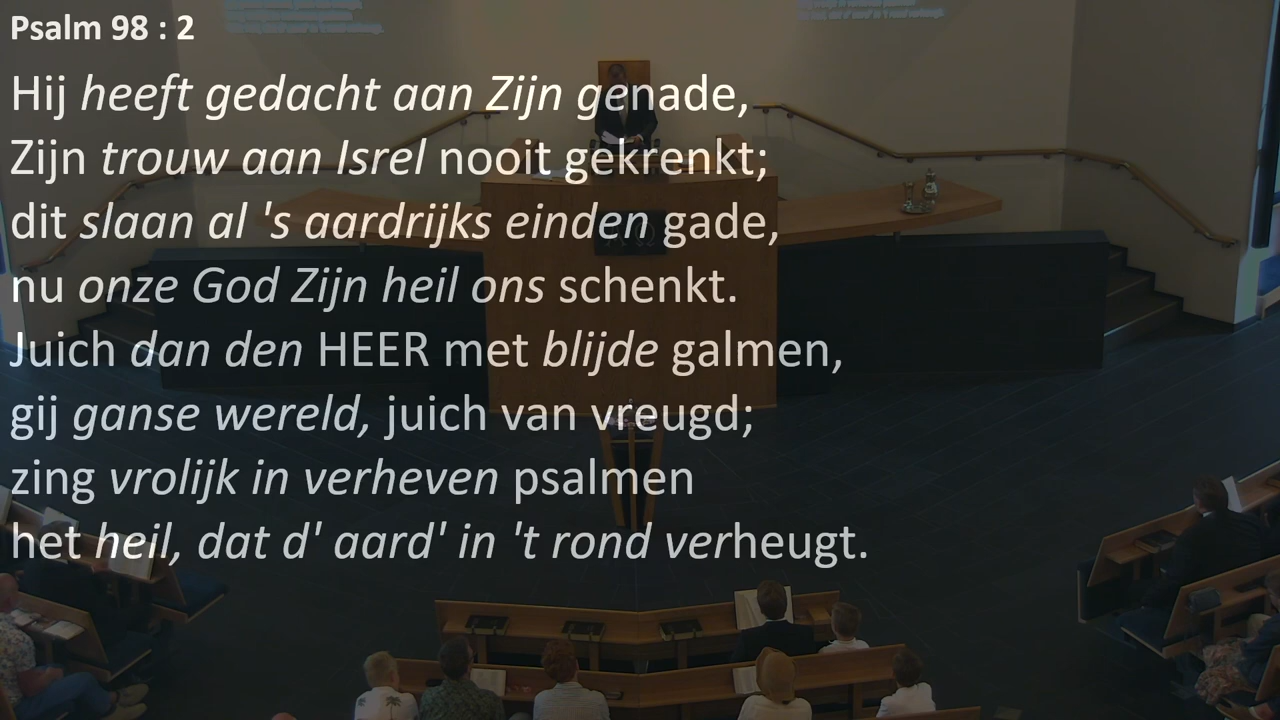 Psalm 98 : 2
Hij heeft gedacht aan Zijn genade,
Zijn trouw aan Isrel nooit gekrenkt;
dit slaan al 's aardrijks einden gade,
nu onze God Zijn heil ons schenkt.
Juich dan den HEER met blijde galmen,
gij ganse wereld, juich van vreugd;
zing vrolijk in verheven psalmen
het heil, dat d' aard' in 't rond verheugt.